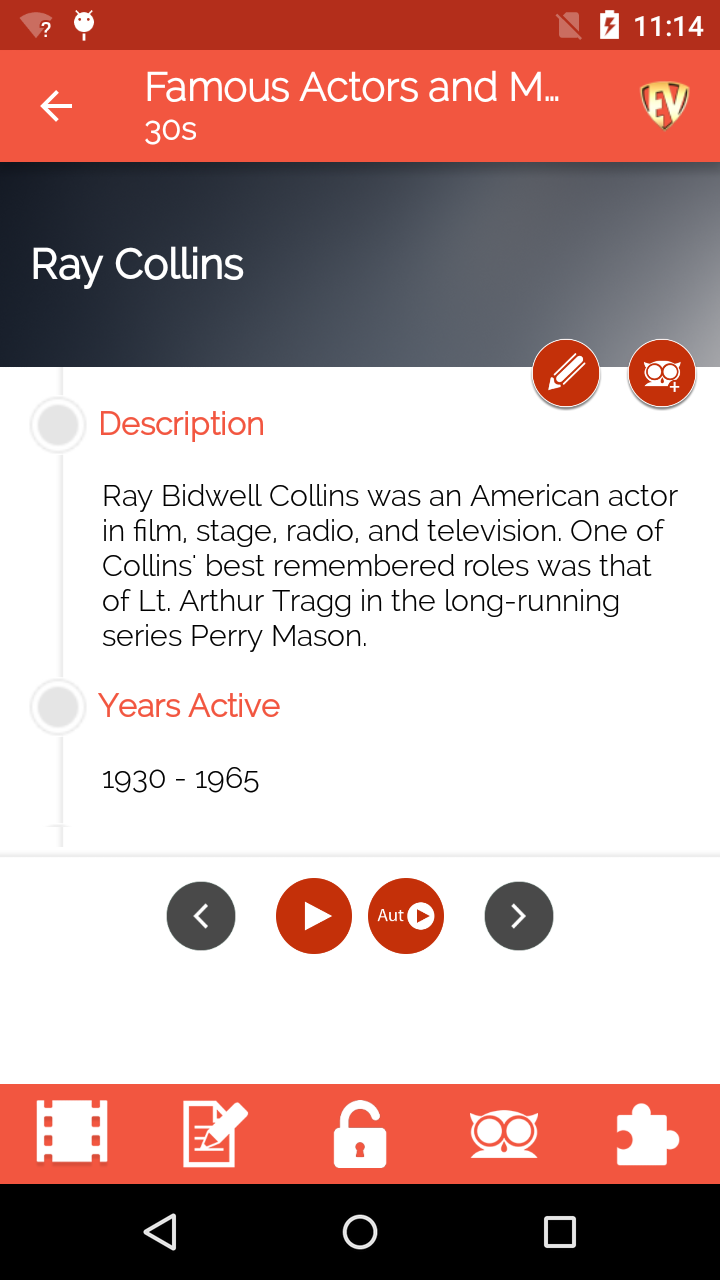 11:14
Famous Actors and M...
30s
EV
Ray Collins
Description
Ray Bidwell Collins was an American actor
in film, stage, radio, and television. One of
Collins' best remembered roles was that
of Lt. Arthur Tragg in the long-running
series Perry Mason.
Years Active
1930 - 1965
Aut